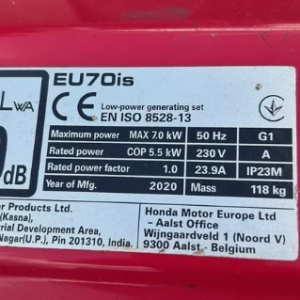 EU70is
LWA
CE Low-power generating set
EN ISO 8528-13
dB
Maximum power MAX 7.0 kW 50 Hz G1
Rated power COP 5.5 kW 230 V A
Rated power factor 1.0 23.9A IP23M
Year of Mfg. 2020 Mass 118 kg
er Products Ltd.
(Kasna),
strial Development Area,
Nagar(U.P.), Pin 201310, India.
Honda Motor Europe Ltd
- Aalst Office
Wijngaardveld 1 (Noord V)
9300 Aalst - Belgium